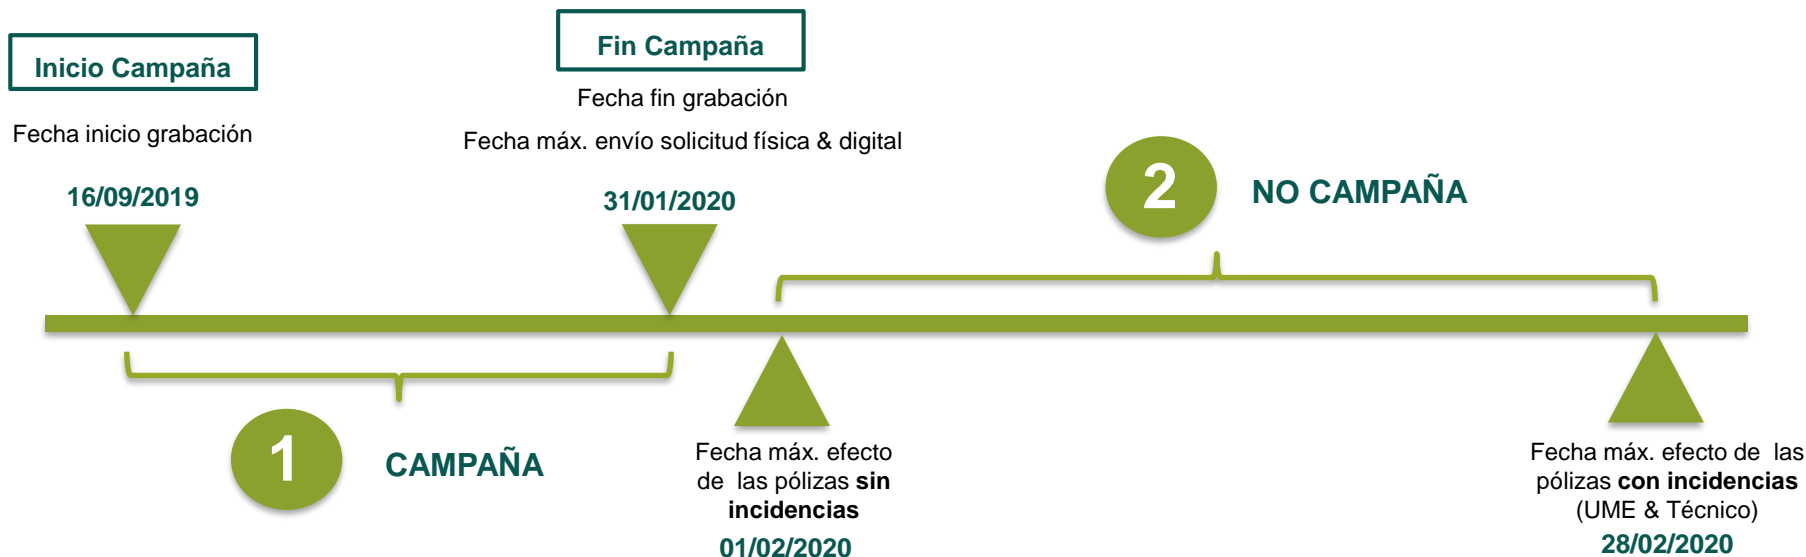 Inicio Campaña
Fecha inicio grabación
16/09/2019
Fin Campaña
Fecha fin grabación
Fecha máx. envío solicitud física & digital
31/01/2020
2
NO CAMPAÑA
1
CAMPAÑA
Fecha máx. efecto
de las pólizas sin
incidencias
01/02/2020
Fecha máx. efecto de las
pólizas con incidencias
(UME & Técnico)
28/02/2020